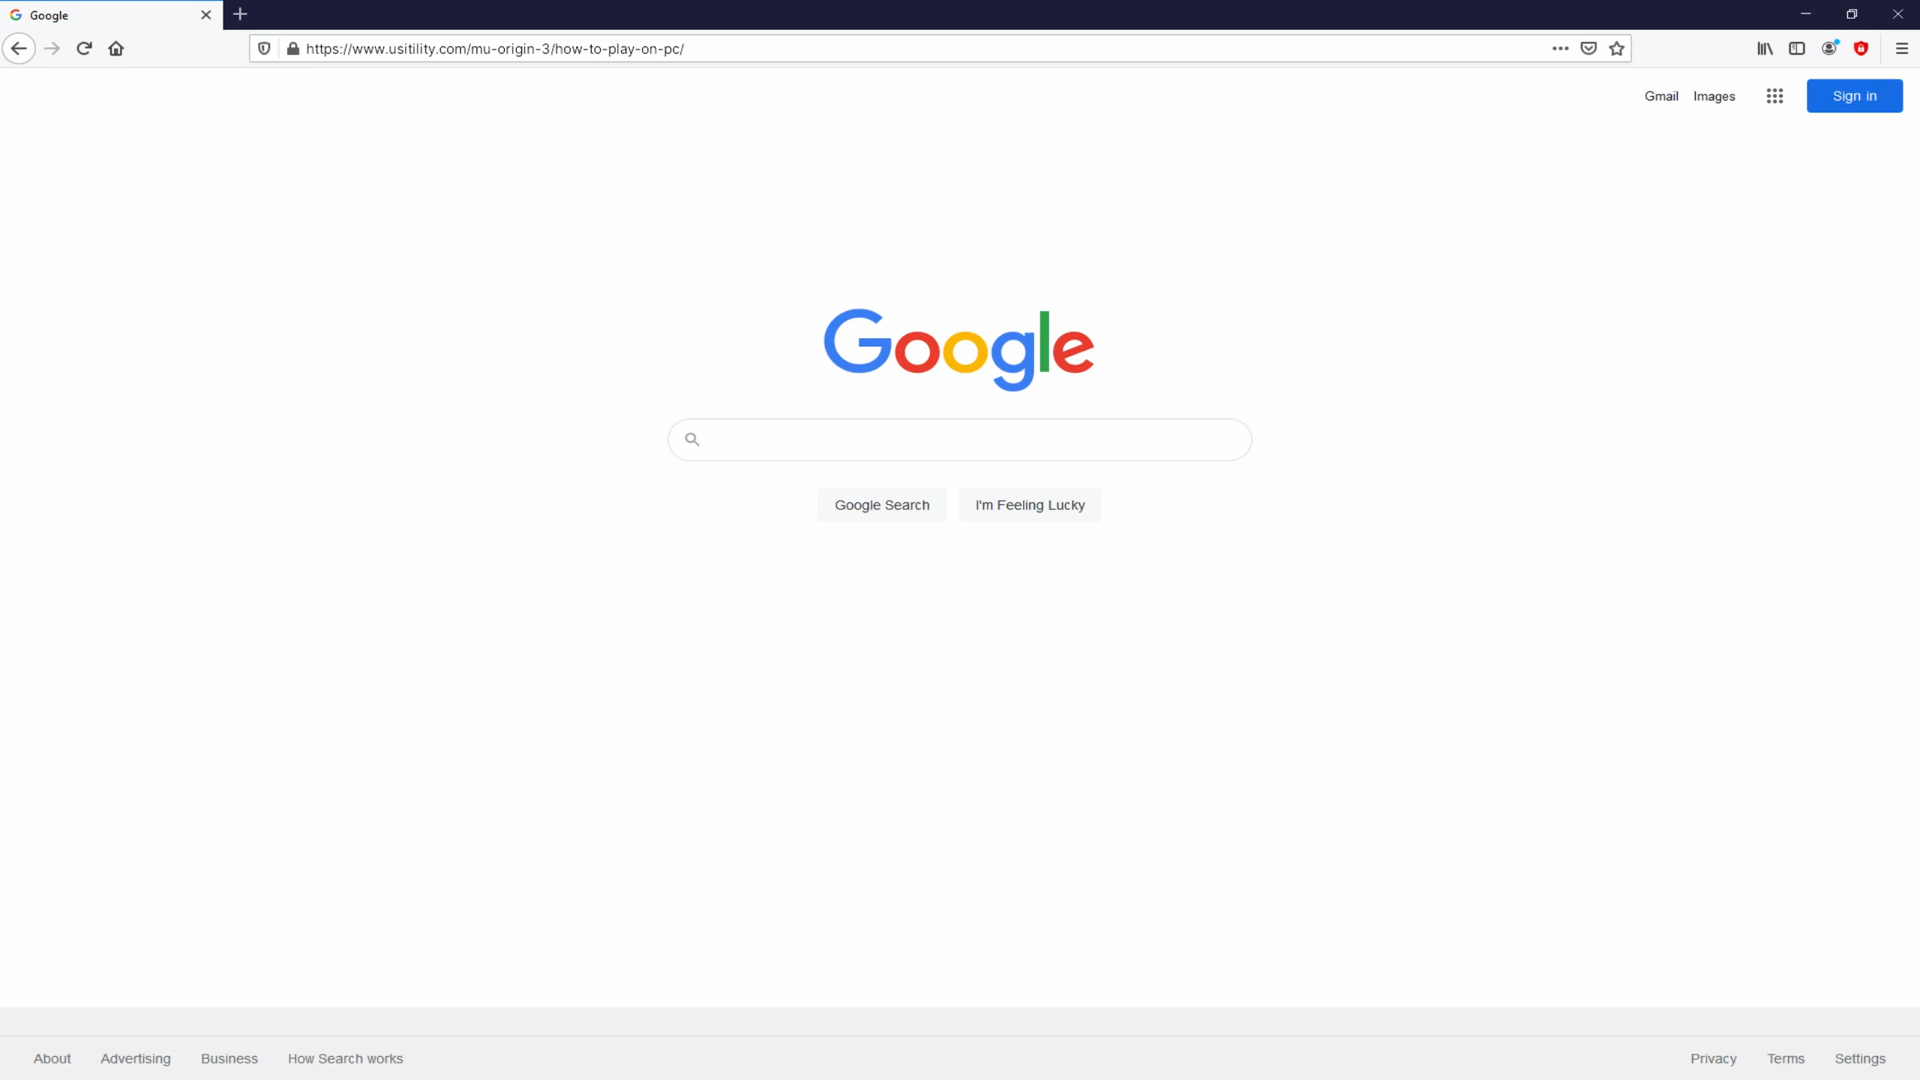 Google
https://www.usitility.com/mu-origin-3/how-to-play-on-pc/
Gmail Images Sign in
Google
Google Search I'm Feeling Lucky
About Advertising Business How Search works Privacy Terms Settings